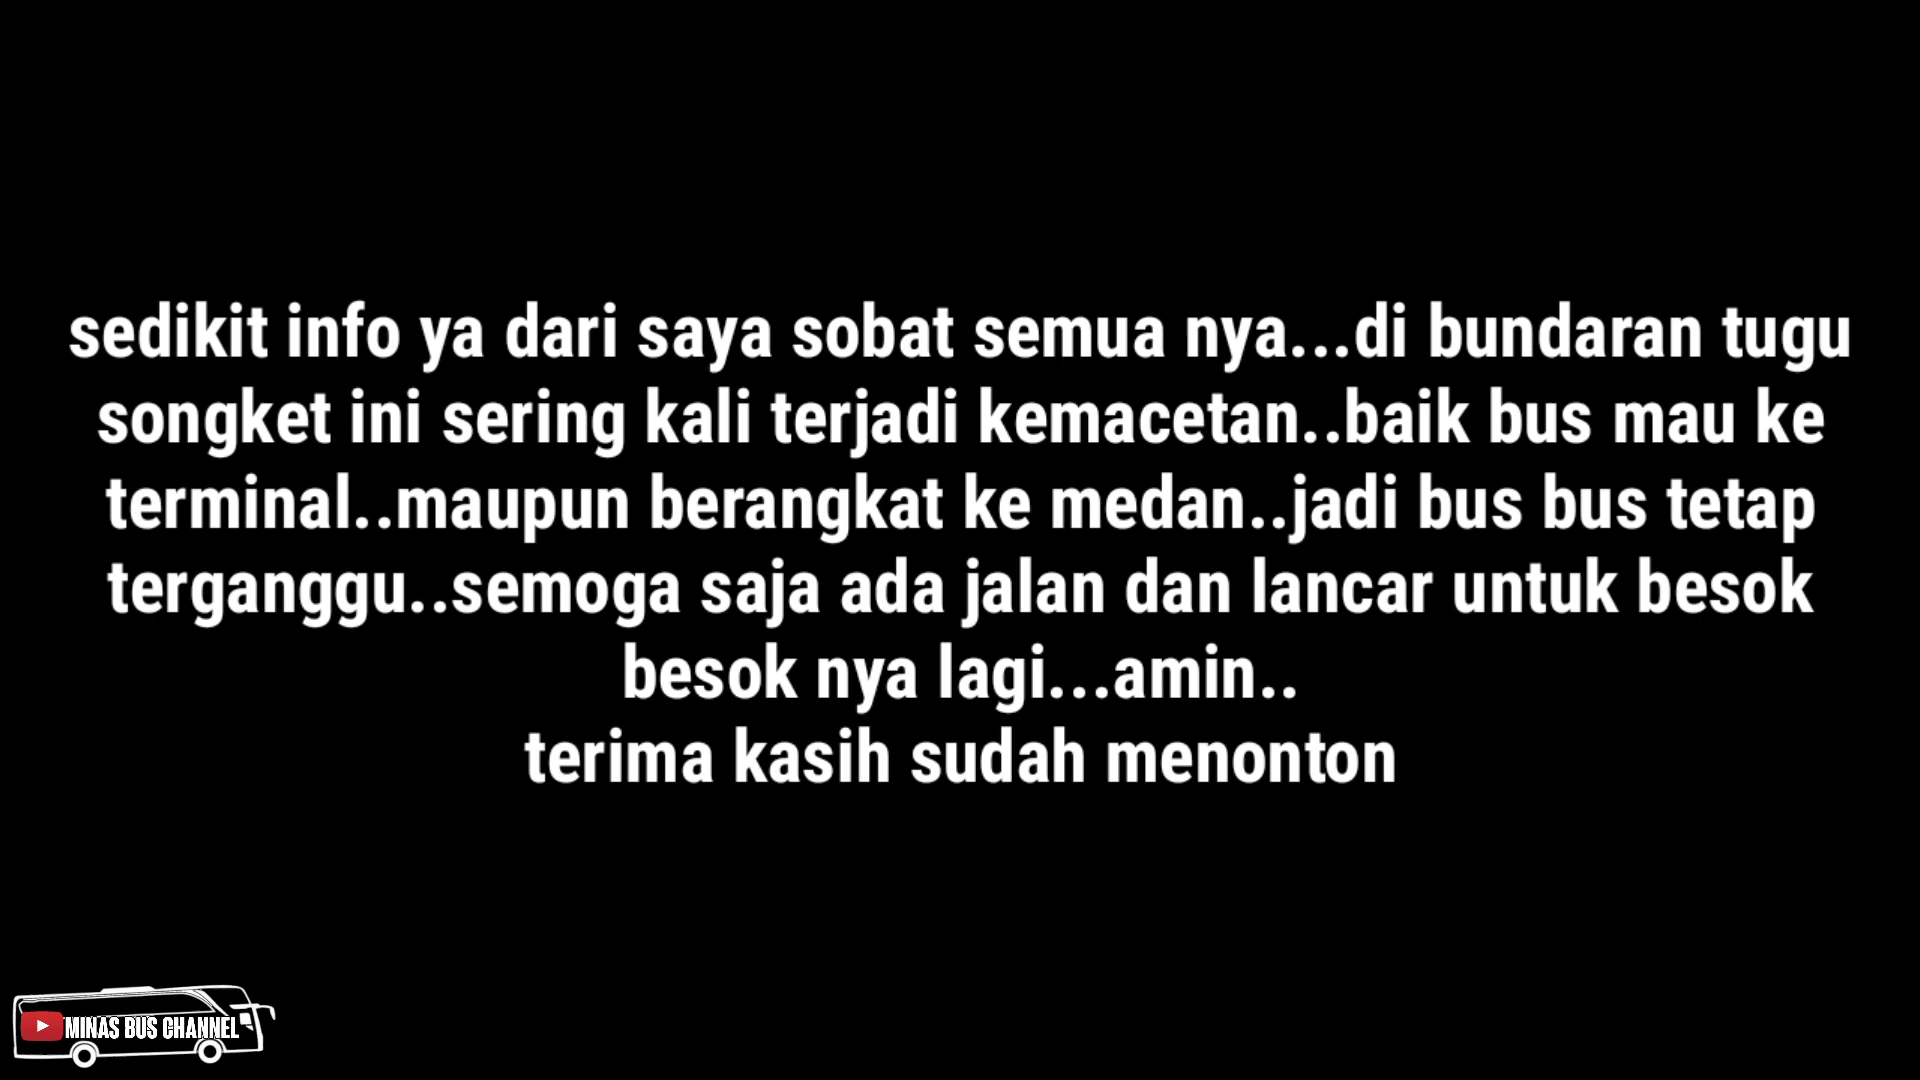 sedikit info ya dari saya sobat semua nya...di bundaran tugu
songket ini sering kali terjadi kemacetan..baik bus mau ke
terminal..maupun berangkat ke medan..jadi bus bus tetap
terganggu..semoga saja ada jalan dan lancar untuk besok
besok nya lagi...amin..
terima kasih sudah menonton
MINAS BUS CHANNEL